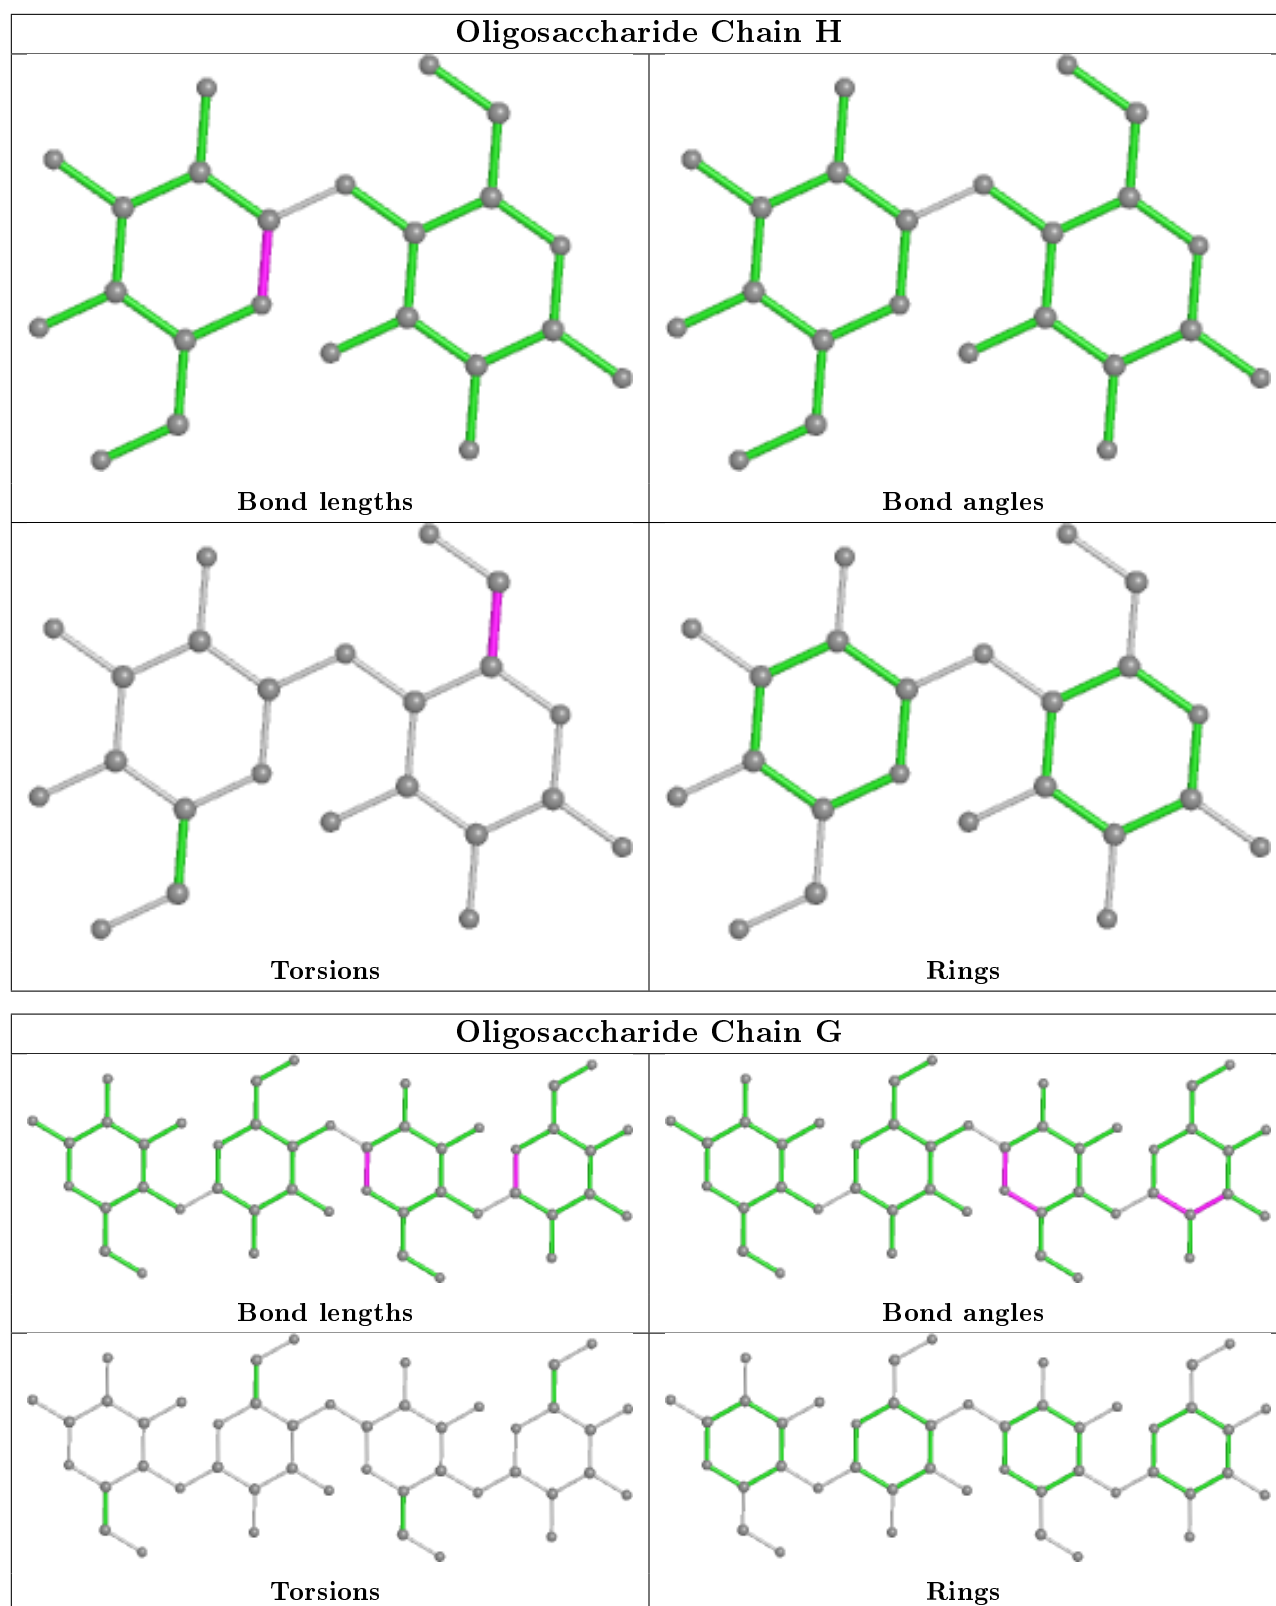 Oligosaccharide Chain H
Bond lengths
Bond angles
Torsions
Rings
Oligosaccharide Chain G
Bond lengths
Bond angles
Torsions
Rings